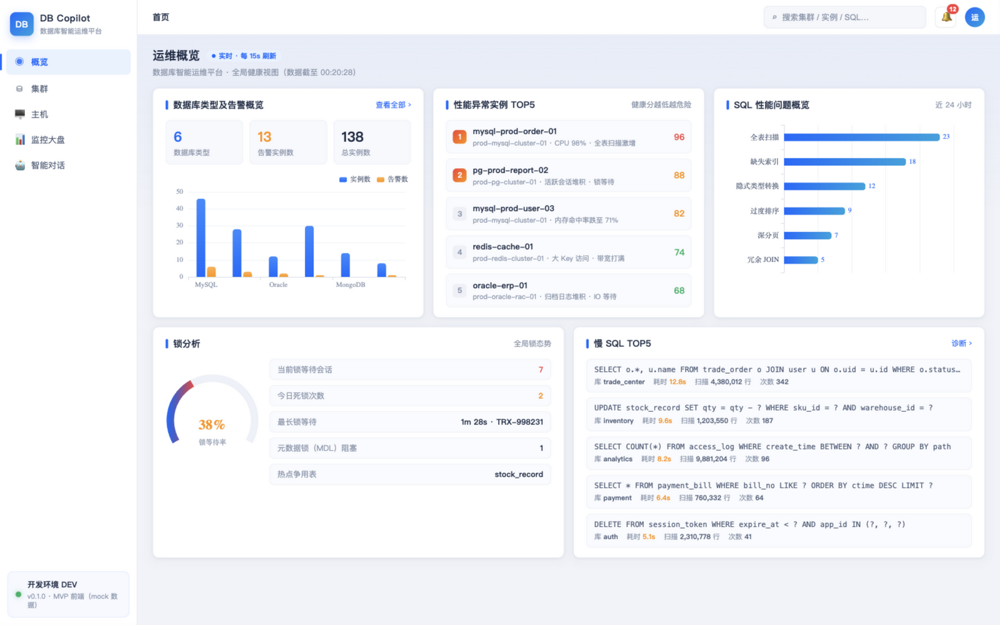 DB
DB Copilot
数据库智能运维平台
概览
集群
主机
监控大盘
智能对话
开发环境 DEV
v0.1.0 · MVP 前端（mock 数
据）
首页
搜索集群 / 实例 / SQL...
12
运
运维概览
实时 · 每 15s 刷新
数据库智能运维平台 · 全局健康视图（数据截至 00:20:28）
数据库类型及告警概览
查看全部 ›
6
数据库类型
13
告警实例数
138
总实例数
实例数
告警数
50
40
30
20
10
0
MySQL
Oracle
MongoDB
性能异常实例 TOP5
健康分越低越危险
1
mysql-prod-order-01
prod-mysql-cluster-01 · CPU 98% · 全表扫描激增
96
2
pg-prod-report-02
prod-pg-cluster-01 · 活跃会话堆积 · 锁等待
88
3
mysql-prod-user-03
prod-mysql-cluster-01 · 内存命中率跌至 71%
82
4
redis-cache-01
prod-redis-cluster-01 · 大 Key 访问 · 带宽打满
74
5
oracle-erp-01
prod-oracle-rac-01 · 归档日志堆积 · IO 等待
68
SQL 性能问题概览
近 24 小时
全表扫描
23
缺失索引
18
隐式类型转换
12
过度排序
9
深分页
7
冗余 JOIN
5
锁分析
全局锁态势
38%
锁等待率
当前锁等待会话
7
今日死锁次数
2
最长锁等待
1m 28s · TRX-998231
元数据锁（MDL）阻塞
1
热点争用表
stock_record
慢 SQL TOP5
诊断 ›
SELECT o.*, u.name FROM trade_order o JOIN user u ON o.uid = u.id WHERE o.status…
库 trade_center 耗时 12.8s 扫描 4,380,012 行 次数 342
UPDATE stock_record SET qty = qty - ? WHERE sku_id = ? AND warehouse_id = ?
库 inventory 耗时 9.6s 扫描 1,203,550 行 次数 187
SELECT COUNT(*) FROM access_log WHERE create_time BETWEEN ? AND ? GROUP BY path
库 analytics 耗时 8.2s 扫描 9,881,204 行 次数 96
SELECT * FROM payment_bill WHERE bill_no LIKE ? ORDER BY ctime DESC LIMIT ?
库 payment 耗时 6.4s 扫描 760,332 行 次数 64
DELETE FROM session_token WHERE expire_at < ? AND app_id IN (?, ?, ?)
库 auth 耗时 5.1s 扫描 2,310,778 行 次数 41